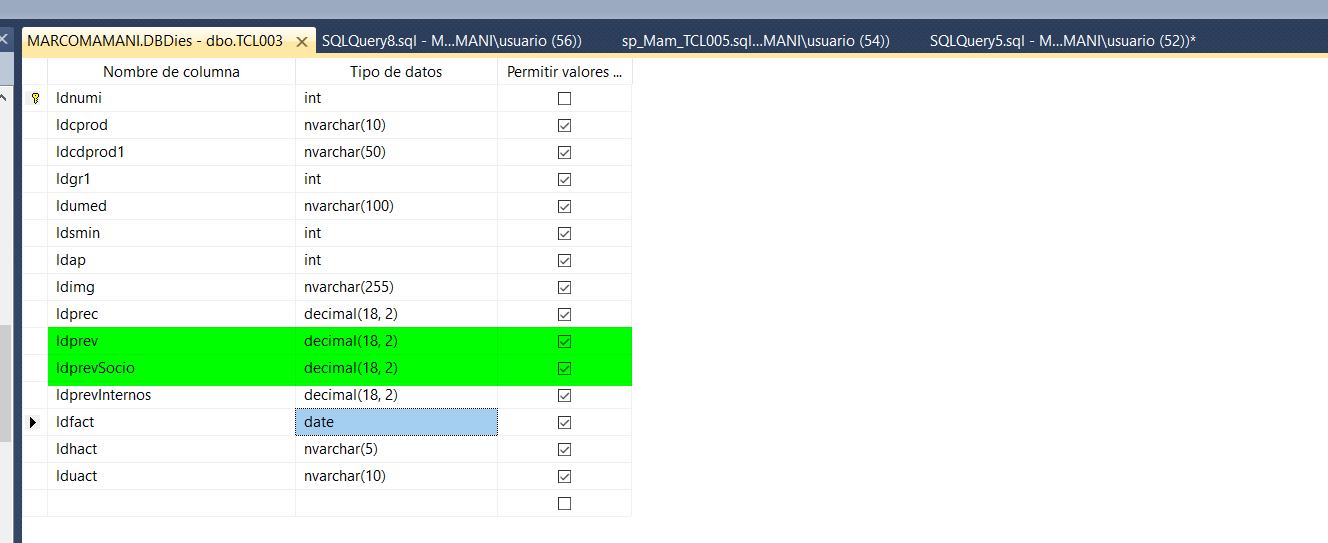 MARCOMAMANI.DBDies - dbo.TCL003 SQLQuery8.sql - M...MANI\usuario (56)) sp_Mam_TCL005.sql...MANI\usuario (54)) SQLQuery5.sql - M...MANI\usuario (52))*
Nombre de columna Tipo de datos Permitir valores ...
ldnumi int
ldcprod nvarchar(10)
ldcdprod1 nvarchar(50)
ldgr1 int
ldumed nvarchar(100)
ldsmin int
ldap int
ldimg nvarchar(255)
ldprec decimal(18, 2)
ldprev decimal(18, 2)
ldprevSocio decimal(18, 2)
ldprevInternos decimal(18, 2)
ldfact date
ldhact nvarchar(5)
lduact nvarchar(10)